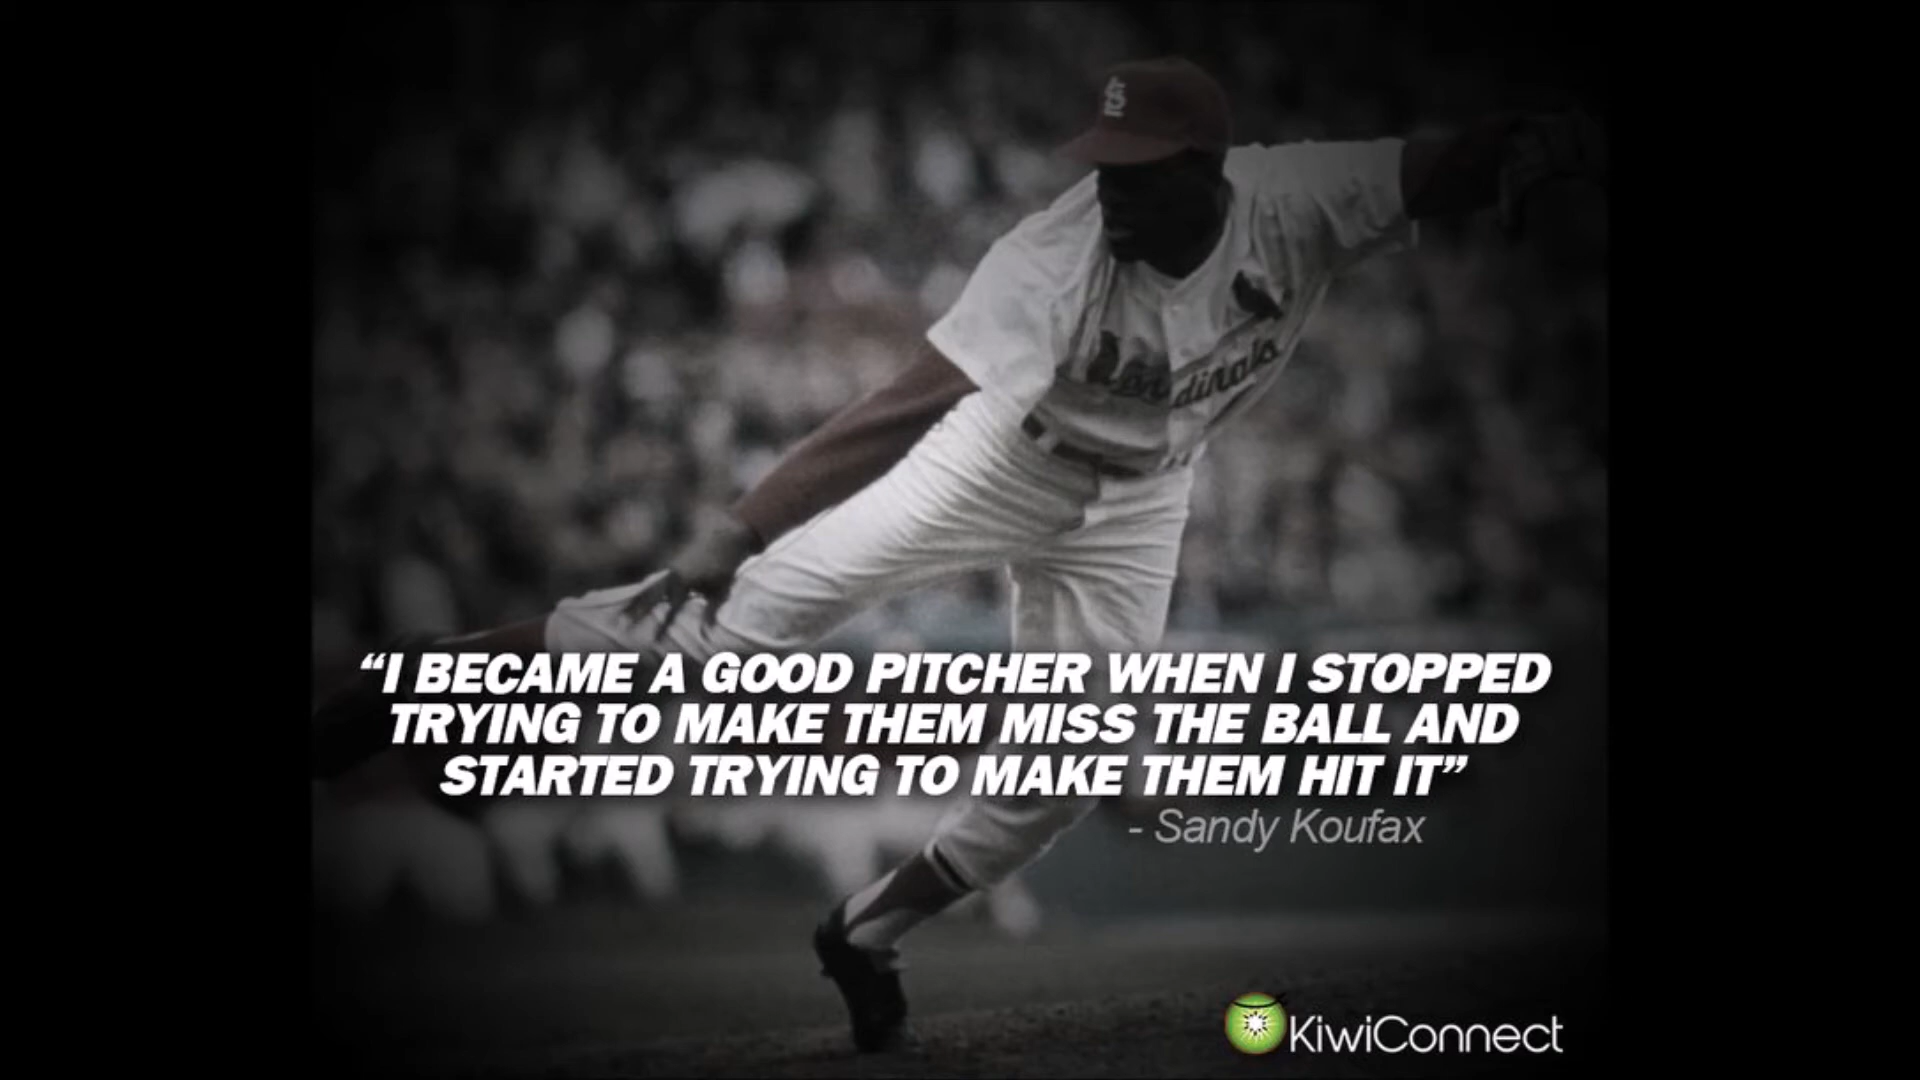 Cardinals
“I BECAME A GOOD PITCHER WHEN I STOPPED
TRYING TO MAKE THEM MISS THE BALL AND
STARTED TRYING TO MAKE THEM HIT IT”
- Sandy Koufax
KiwiConnect